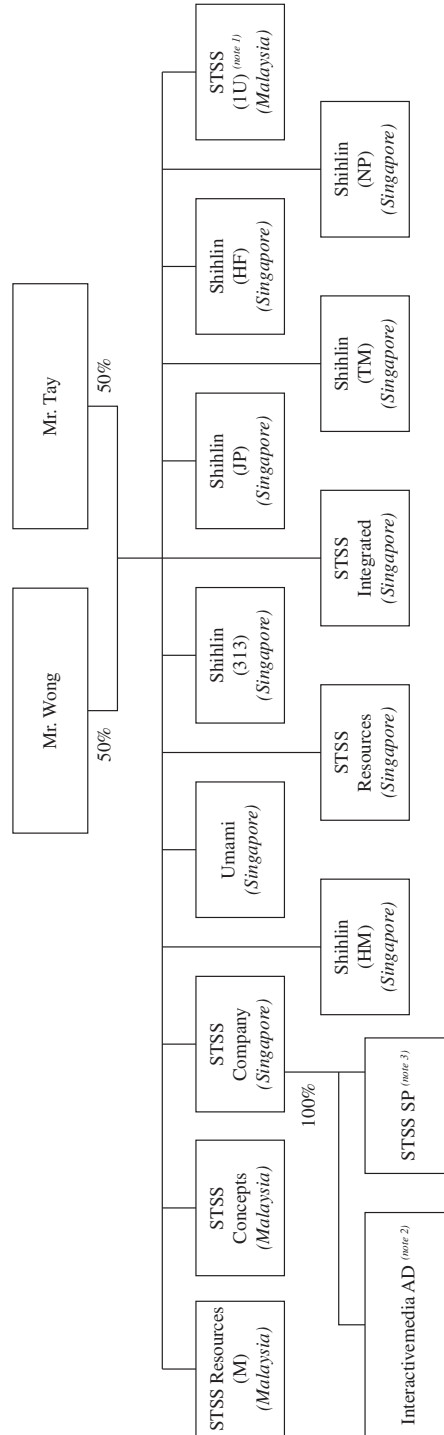 Mr. Wong
Mr. Tay
50%
50%
STSS Resources
(M)
(Malaysia)
STSS
Concepts
(Malaysia)
STSS
Company
(Singapore)
Umami
(Singapore)
Shihlin
(313)
(Singapore)
Shihlin
(JP)
(Singapore)
Shihlin
(HF)
(Singapore)
STSS
(1U) (note 1)
(Malaysia)
100%
Shihlin
(HM)
(Singapore)
STSS
Resources
(Singapore)
STSS
Integrated
(Singapore)
Shihlin
(TM)
(Singapore)
Shihlin
(NP)
(Singapore)
Interactivemedia AD (note 2)
STSS SP (note 3)